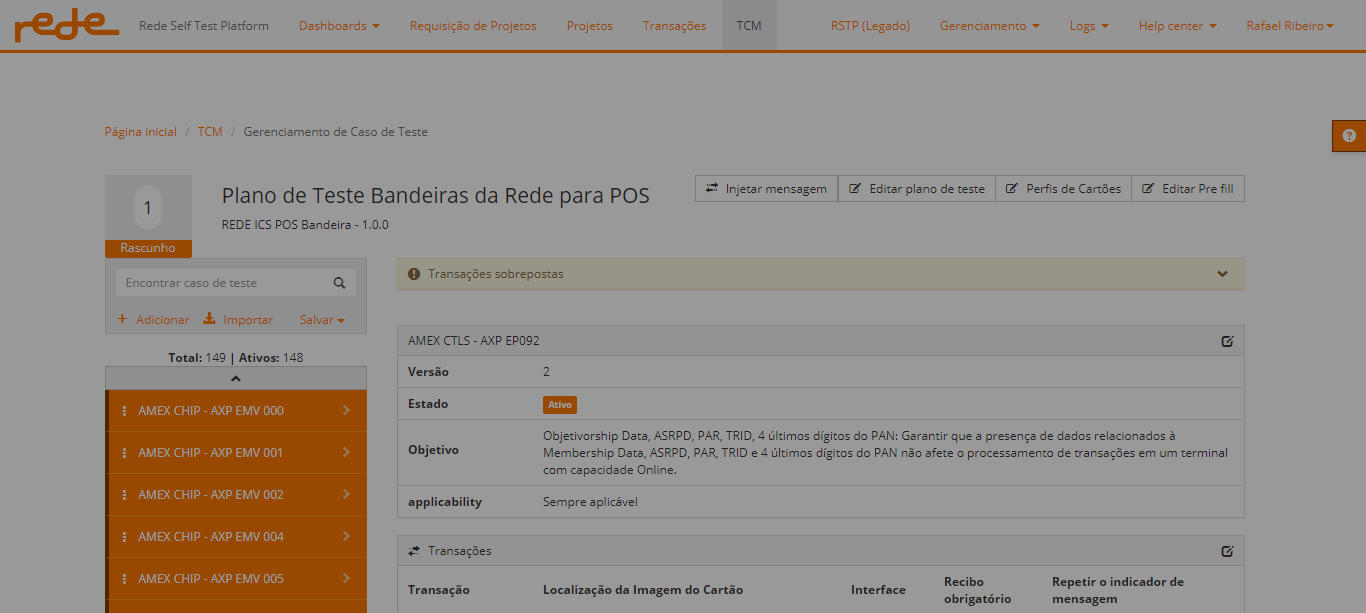 rede Rede Self Test Platform Dashboards Requisição de Projetos Projetos Transações TCM RSTP (Legado) Gerenciamento Logs Help center Rafael Ribeiro
Página inicial / TCM / Gerenciamento de Caso de Teste
1
Rascunho
Plano de Teste Bandeiras da Rede para POS
REDE ICS POS Bandeira - 1.0.0
Injetar mensagem Editar plano de teste Perfis de Cartões Editar Pre fill
Encontrar caso de teste
+ Adicionar Importar Salvar
Total: 149 | Ativos: 148
AMEX CHIP - AXP EMV 000
AMEX CHIP - AXP EMV 001
AMEX CHIP - AXP EMV 002
AMEX CHIP - AXP EMV 004
AMEX CHIP - AXP EMV 005
Transações sobrepostas
AMEX CTLS - AXP EP092
Versão 2
Estado Ativo
Objetivo
Objetivorship Data, ASRPD, PAR, TRID, 4 últimos dígitos do PAN: Garantir que a presença de dados relacionados à
Membership Data, ASRPD, PAR, TRID e 4 últimos dígitos do PAN não afete o processamento de transações em um terminal
com capacidade Online.
applicability Sempre aplicável
Transações
Transação Localização da Imagem do Cartão Interface Recibo Repetir o indicador de
obrigatório mensagem